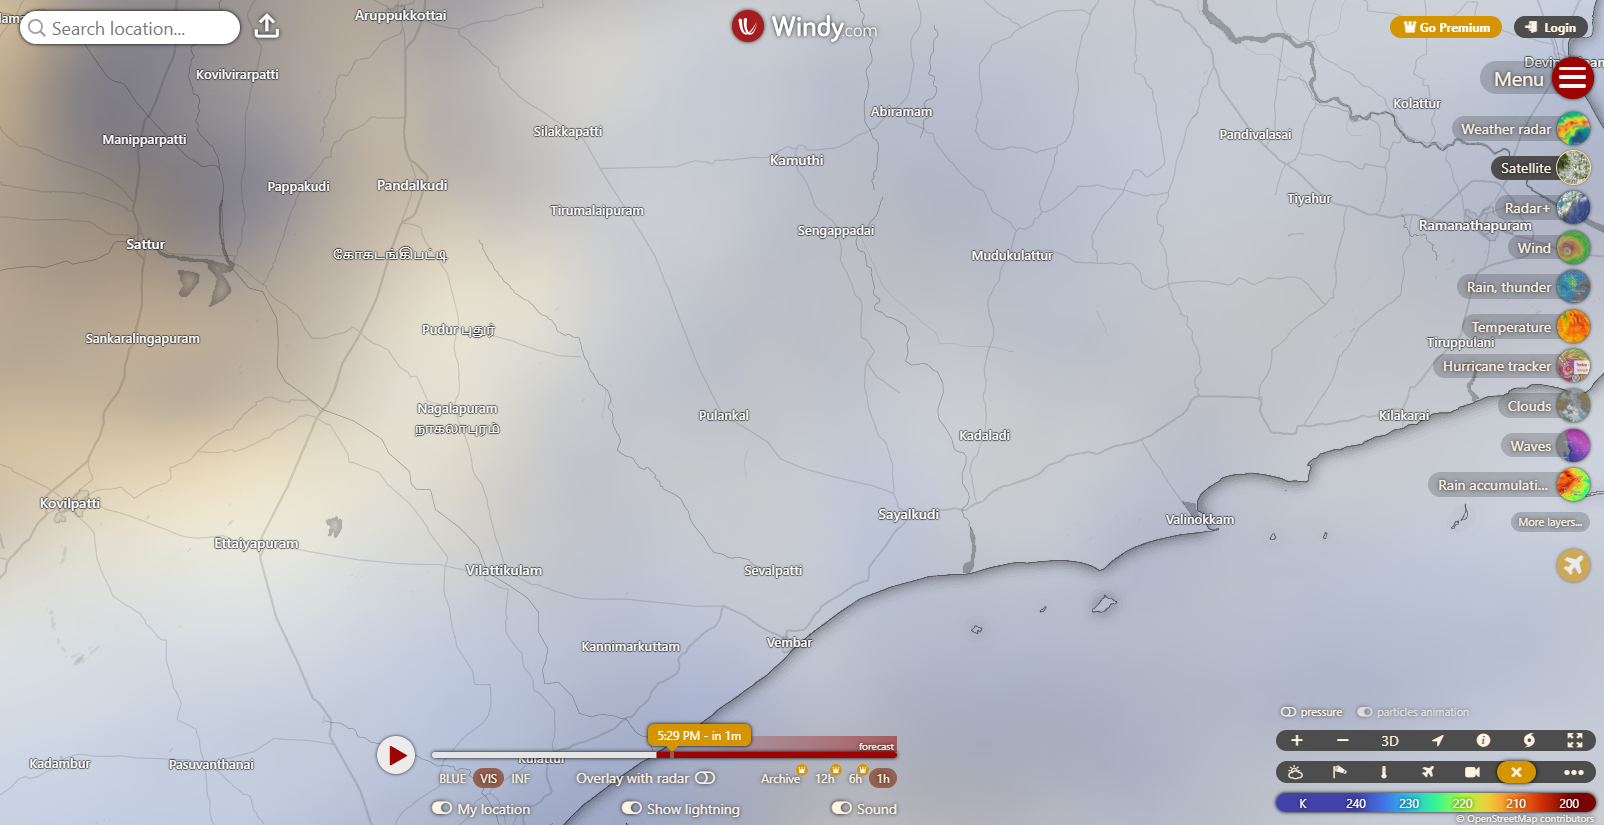 Aruppukkottai
Search location...
Windy.com
Go Premium
Login
Kovilvirarpatti
Menu
Kolattur
Abiramam
Weather radar
Silakkapatti
Pandivalasai
Manipparpatti
Kamuthi
Satellite
Pappakudi
Pandalkudi
Tiyahur
Radar+
Tirumalaipuram
Ramanathapuram
Sengappadai
Sattur
Wind
கோகடங்கிபட்டி
Mudukulattur
Rain, thunder
Pudur புதூர்
Temperature
Sankaralingapuram
Tiruppulani
Hurricane tracker
Nagalapuram
நாகலாபுரம்
Pulankal
Kilakarai
Clouds
Kadaladi
Waves
Rain accumulati...
Kovilpatti
Sayalkudi
Valinokkam
More layers...
Ettaiyapuram
Vilattikulam
Sevalpatti
Kannimarkuttam
Vembar
pressure
particles animation
5:29 PM - in 1m
forecast
3D
Kadambur
Pasuvanthanai
Kulattur
BLUE VIS INF
Overlay with radar
Archive 12h 6h 1h
My location
Show lightning
Sound
K 240 230 220 210 200
© OpenStreetMap contributors